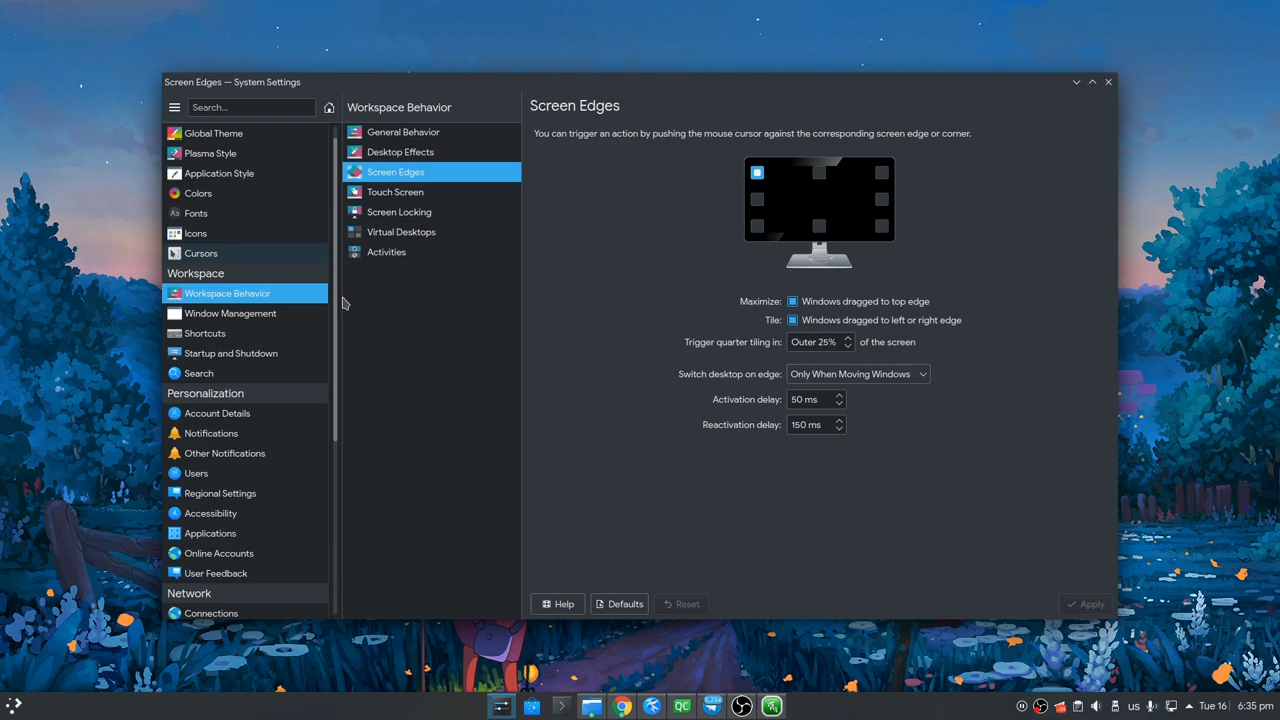 Screen Edges — System Settings
Search...
Global Theme
Plasma Style
Application Style
Colors
Aa Fonts
Icons
Cursors
Workspace
Workspace Behavior
Window Management
Shortcuts
Startup and Shutdown
Search
Personalization
Account Details
Notifications
Other Notifications
Users
Regional Settings
Accessibility
Applications
Online Accounts
User Feedback
Network
Connections
Workspace Behavior
General Behavior
Desktop Effects
Screen Edges
Touch Screen
Screen Locking
Virtual Desktops
Activities
Screen Edges
You can trigger an action by pushing the mouse cursor against the corresponding screen edge or corner.
Maximize: Windows dragged to top edge
Tile: Windows dragged to left or right edge
Trigger quarter tiling in: Outer 25% of the screen
Switch desktop on edge: Only When Moving Windows
Activation delay: 50 ms
Reactivation delay: 150 ms
Help Defaults Reset Apply
QC 5,234 us Tue 16 6:35 pm